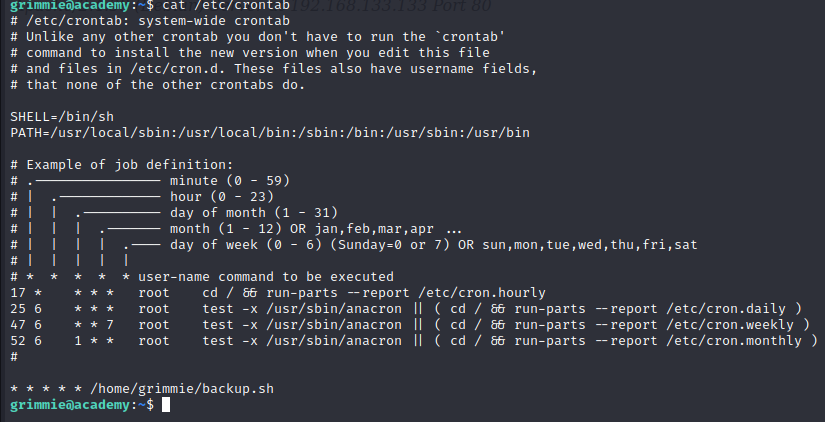 192.168.133.133 Port 80
grimmie@academy:~$ cat /etc/crontab
# /etc/crontab: system-wide crontab
# Unlike any other crontab you don't have to run the `crontab'
# command to install the new version when you edit this file
# and files in /etc/cron.d. These files also have username fields,
# that none of the other crontabs do.

SHELL=/bin/sh
PATH=/usr/local/sbin:/usr/local/bin:/sbin:/bin:/usr/sbin:/usr/bin

# Example of job definition:
# .---------------- minute (0 - 59)
# |  .------------- hour (0 - 23)
# |  |  .---------- day of month (1 - 31)
# |  |  |  .------- month (1 - 12) OR jan,feb,mar,apr ...
# |  |  |  |  .---- day of week (0 - 6) (Sunday=0 or 7) OR sun,mon,tue,wed,thu,fri,sat
# |  |  |  |  |
# *  *  *  *  * user-name command to be executed
17 *    * * *   root    cd / && run-parts --report /etc/cron.hourly
25 6    * * *   root    test -x /usr/sbin/anacron || ( cd / && run-parts --report /etc/cron.daily )
47 6    * * 7   root    test -x /usr/sbin/anacron || ( cd / && run-parts --report /etc/cron.weekly )
52 6    1 * *   root    test -x /usr/sbin/anacron || ( cd / && run-parts --report /etc/cron.monthly )
#

* * * * * /home/grimmie/backup.sh
grimmie@academy:~$